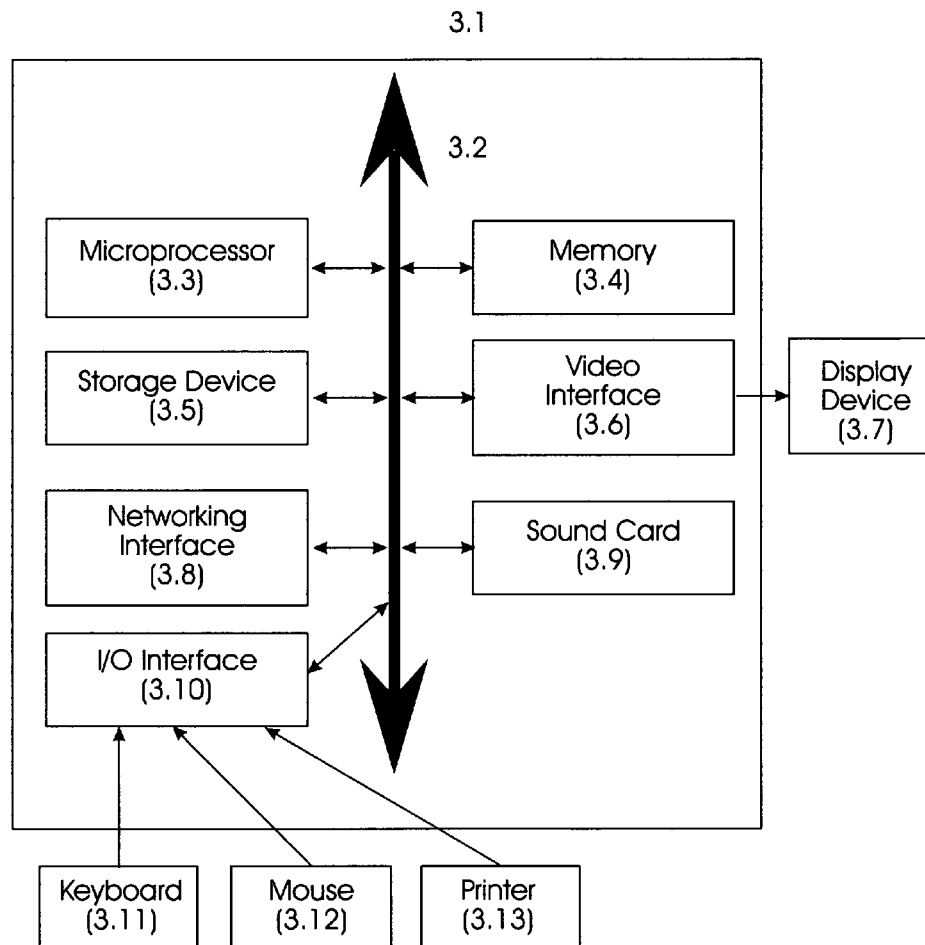 3.1
3.2
Microprocessor
(3.3)
Memory
(3.4)
Storage Device
(3.5)
Video
Interface
(3.6)
Display
Device
(3.7)
Networking
Interface
(3.8)
Sound Card
(3.9)
I/O Interface
(3.10)
Keyboard
(3.11)
Mouse
(3.12)
Printer
(3.13)